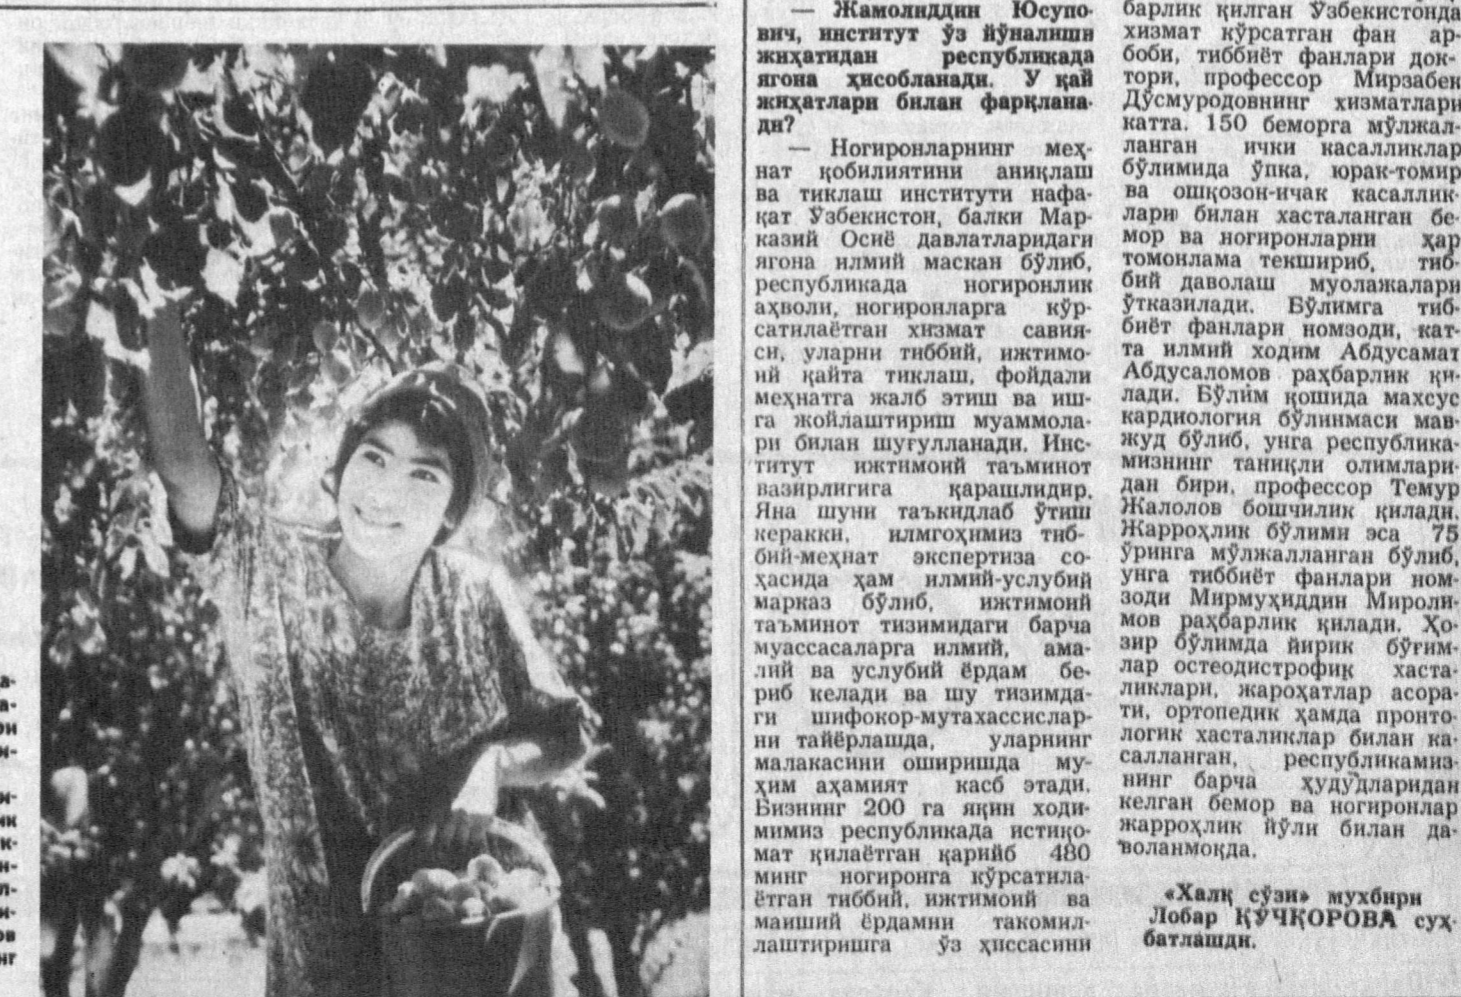 — Жамолиддин Юсупо-
вич, институт ўз йўналиши
жиҳатидан республикада
ягона ҳисобланади. У қай
жиҳатлари билан фарқлана-
ди?
— Ногиронларнинг меҳ-
нат қобилиятини аниқлаш
ва тиклаш институти нафа-
қат Ўзбекистон, балки Мар-
казий Осиё давлатларидаги
ягона илмий маскан бўлиб,
республикада ногиронлик
аҳволи, ногиронларга кўр-
сатилаётган хизмат савия-
си, уларни тиббий, ижтимо-
ий қайта тиклаш, фойдали
меҳнатга жалб этиш ва иш-
га жойлаштириш муаммола-
ри билан шуғулланади. Инс-
титут ижтимоий таъминот
вазирлигига қарашлидир.
Яна шуни таъкидлаб ўтиш
керакки, илмгоҳимиз тиб-
бий-меҳнат экспертиза со-
ҳасида ҳам илмий-услубий
марказ бўлиб, ижтимоий
таъминот тизимидаги барча
муассасаларга илмий, ама-
лий ва услубий ёрдам бе-
риб келади ва шу тизимда-
ги шифокор-мутахассислар-
ни тайёрлашда, уларнинг
малакасини оширишда му-
ҳим аҳамият касб этади.
Бизнинг 200 га яқин ходи-
мимиз республикада истиқо-
мат қилаётган қарийб 480
минг ногиронга кўрсатила-
ётган тиббий, ижтимоий ва
маиший ёрдамни такомил-
лаштиришга ўз ҳиссасини
барлик қилган Ўзбекистонда
хизмат кўрсатган фан ар-
боби, тиббиёт фанлари док-
тори, профессор Мирзабек
Дўсмуродовнинг хизматлари
катта. 150 беморга мўлжал-
ланган ички касалликлар
бўлимида ўпка, юрак-томир
ва ошқозон-ичак касаллик-
лари билан хасталанган бе-
мор ва ногиронларни ҳар
томонлама текшириб, тиб-
бий даволаш муолажалари
ўтказилади. Бўлимга тиб-
биёт фанлари номзоди, кат-
та илмий ходим Абдусамат
Абдусаломов раҳбарлик қи-
лади. Бўлим қошида махсус
кардиология бўлинмаси мав-
жуд бўлиб, унга республика-
мизнинг таниқли олимлари-
дан бири, профессор Темур
Жалолов бошчилик қилади.
Жарроҳлик бўлими эса 75
ўринга мўлжалланган бўлиб,
унга тиббиёт фанлари ном-
зоди Мирмуҳиддин Мироли-
мов раҳбарлик қилади. Ҳо-
зир бўлимда йирик бўғим-
лар остеодистрофик хаста-
ликлари, жароҳатлар асора-
ти, ортопедик ҳамда пронто-
логик хасталиклар билан ка-
салланган, республикамиз-
нинг барча ҳудудларидан
келган бемор ва ногиронлар
жарроҳлик йўли билан да-
воланмоқда.
«Халқ сўзи» мухбири
Лобар ҚЎЧҚОРОВА суҳ-
батлашди.